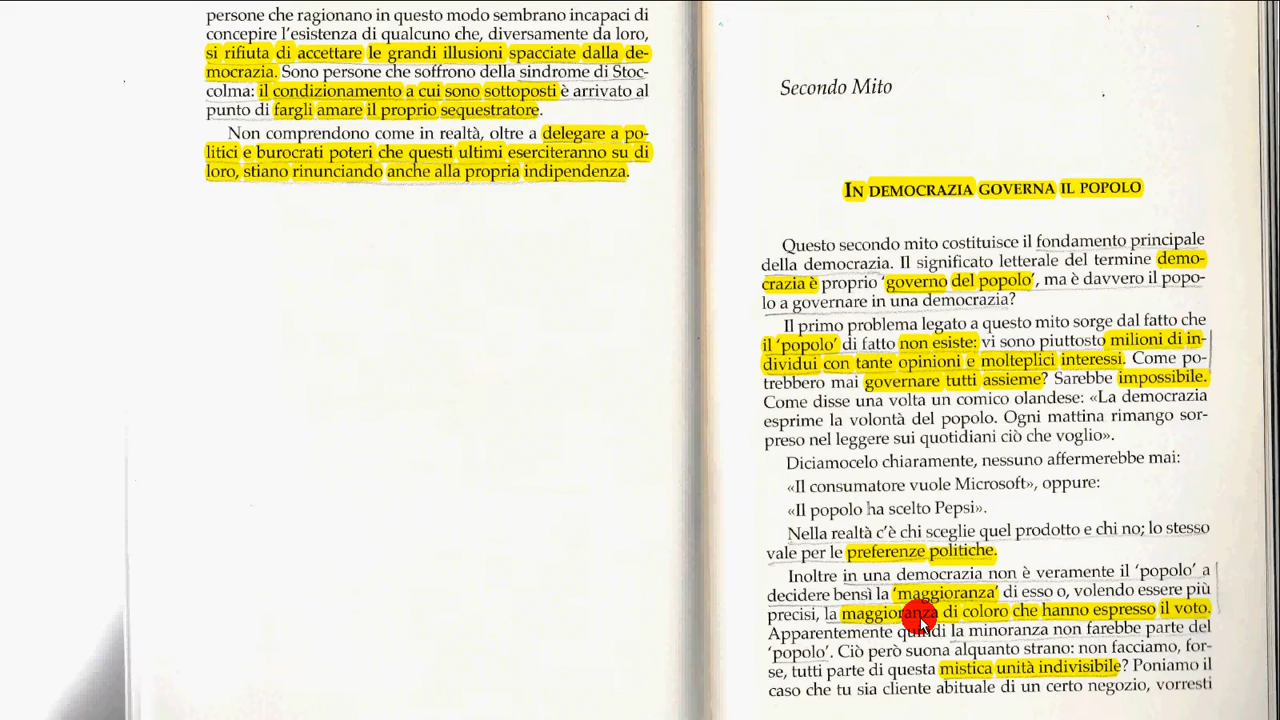 persone che ragionano in questo modo sembrano incapaci di
concepire l'esistenza di qualcuno che, diversamente da loro,
si rifiuta di accettare le grandi illusioni spacciate dalla de-
mocrazia. Sono persone che soffrono della sindrome di Stoc-
colma: il condizionamento a cui sono sottoposti è arrivato al
punto di fargli amare il proprio sequestratore.
Non comprendono come in realtà, oltre a delegare a po-
litici e burocrati poteri che questi ultimi eserciteranno su di
loro, stiano rinunciando anche alla propria indipendenza.
Secondo Mito
IN DEMOCRAZIA GOVERNA IL POPOLO
Questo secondo mito costituisce il fondamento principale
della democrazia. Il significato letterale del termine demo-
crazia è proprio 'governo del popolo', ma è davvero il popo-
lo a governare in una democrazia?
Il primo problema legato a questo mito sorge dal fatto che
il 'popolo' di fatto non esiste: vi sono piuttosto milioni di in-
dividui con tante opinioni e molteplici interessi. Come po-
trebbero mai governare tutti assieme? Sarebbe impossibile.
Come disse una volta un comico olandese: «La democrazia
esprime la volontà del popolo. Ogni mattina rimango sor-
preso nel leggere sui quotidiani ciò che voglio».
Diciamocelo chiaramente, nessuno affermerebbe mai:
«Il consumatore vuole Microsoft», oppure:
«Il popolo ha scelto Pepsi».
Nella realtà c'è chi sceglie quel prodotto e chi no; lo stesso
vale per le preferenze politiche.
Inoltre in una democrazia non è veramente il 'popolo' a
decidere bensì la 'maggioranza' di esso o, volendo essere più
precisi, la maggioranza di coloro che hanno espresso il voto.
Apparentemente quindi la minoranza non farebbe parte del
'popolo'. Ciò però suona alquanto strano: non facciamo, for-
se, tutti parte di questa mistica unità indivisibile? Poniamo il
caso che tu sia cliente abituale di un certo negozio, vorresti